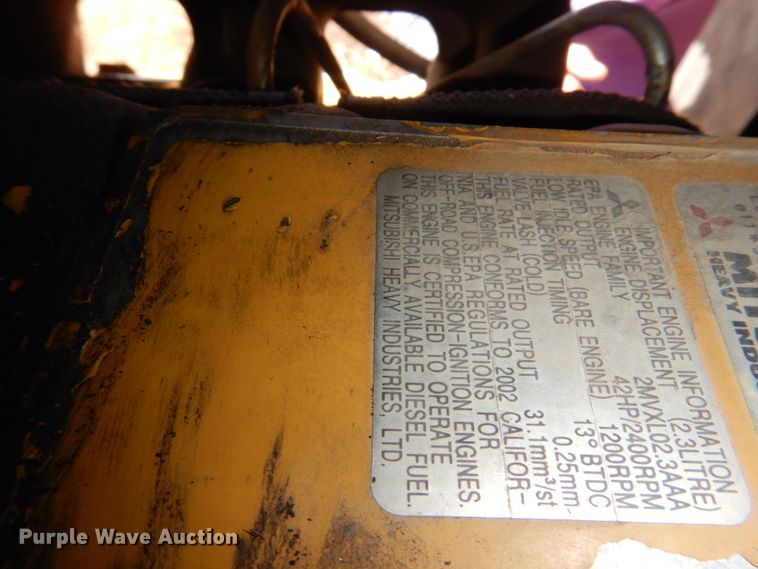 IMPORTANT ENGINE INFORMATION
ENGINE DISPLACEMENT (2.3LITRE)
EPA ENGINE FAMILY 2MVXL02.3AAA
RATED OUTPUT 42HP/2400RPM
LOW IDLE SPEED (BARE ENGINE) 1200RPM
FUEL INJECTION TIMING 13° BTDC
VALVE LASH (COLD) 0.25mm
FUEL RATE AT RATED OUTPUT 31.1mm³/st
THIS ENGINE CONFORMS TO 2002 CALIFOR-
NIA AND U.S.EPA REGULATIONS FOR
OFF-ROAD COMPRESSION-IGNITION ENGINES.
THIS ENGINE IS CERTIFIED TO OPERATE
ON COMMERCIALLY AVAILABLE DIESEL FUEL.
MITSUBISHI HEAVY INDUSTRIES, LTD.
e11
HEAVY
Purple Wave Auction